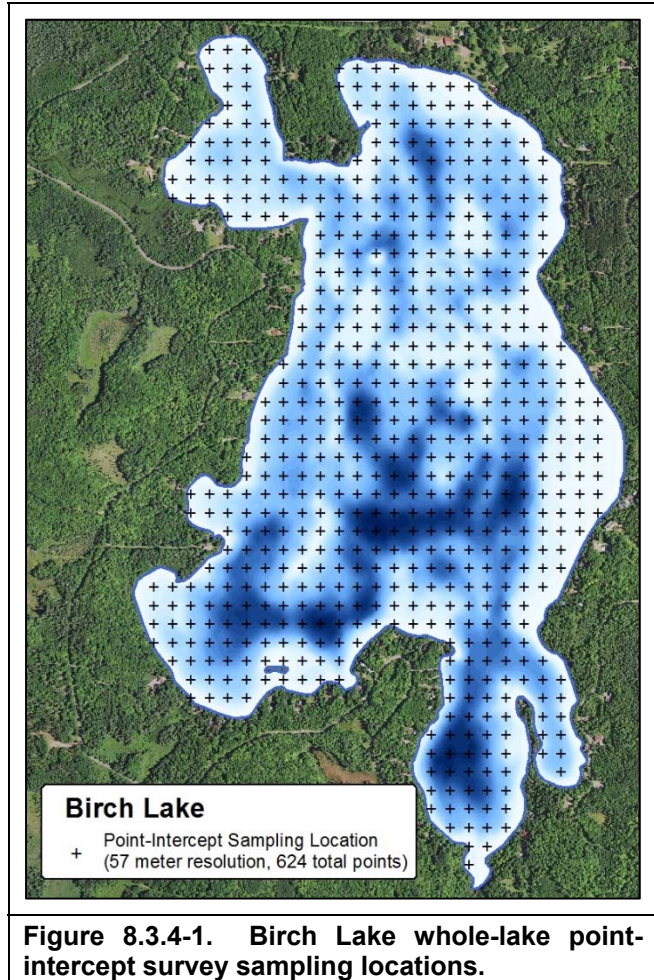 Birch Lake
+ Point-Intercept Sampling Location
(57 meter resolution, 624 total points)
Figure 8.3.4-1. Birch Lake whole-lake point-
intercept survey sampling locations.